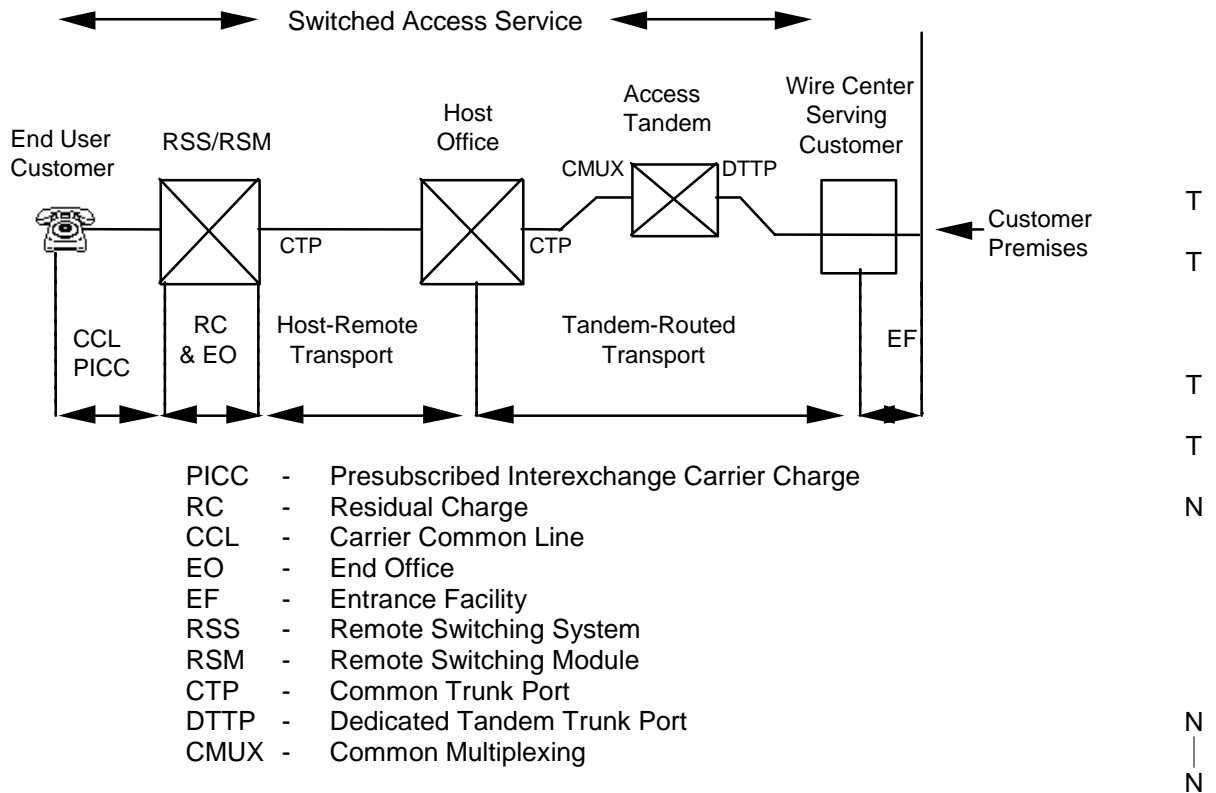 Switched Access Service
End User
Customer
RSS/RSM
Host
Office
Access
Tandem
Wire Center
Serving
Customer
CMUX
DTTP
CTP
CTP
Customer
Premises
T
T
CCL
PICC
RC
& EO
Host-Remote
Transport
Tandem-Routed
Transport
EF
T
T
PICC - Presubscribed Interexchange Carrier Charge
RC - Residual Charge
N
CCL - Carrier Common Line
EO - End Office
EF - Entrance Facility
RSS - Remote Switching System
RSM - Remote Switching Module
CTP - Common Trunk Port
DTTP - Dedicated Tandem Trunk Port
N
CMUX - Common Multiplexing
|
N